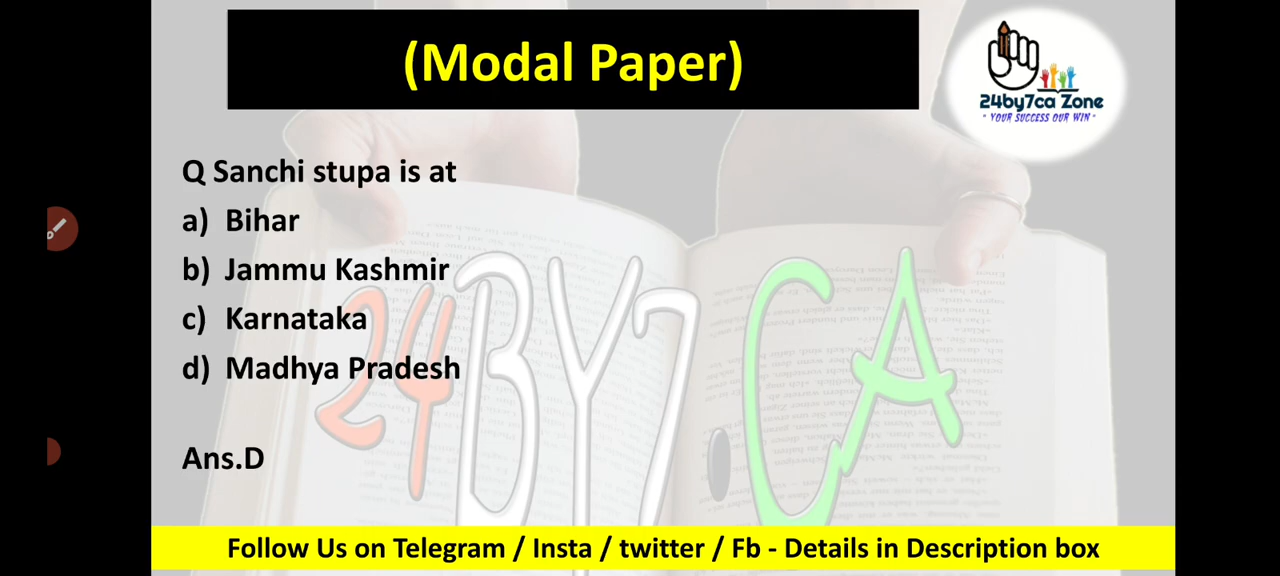 (Modal Paper)
24by7ca Zone
" YOUR SUCCESS OUR WIN "
Q Sanchi stupa is at
a) Bihar
b) Jammu Kashmir
c) Karnataka
d) Madhya Pradesh
Ans.D
24BY7.CA
Follow Us on Telegram / Insta / twitter / Fb - Details in Description box